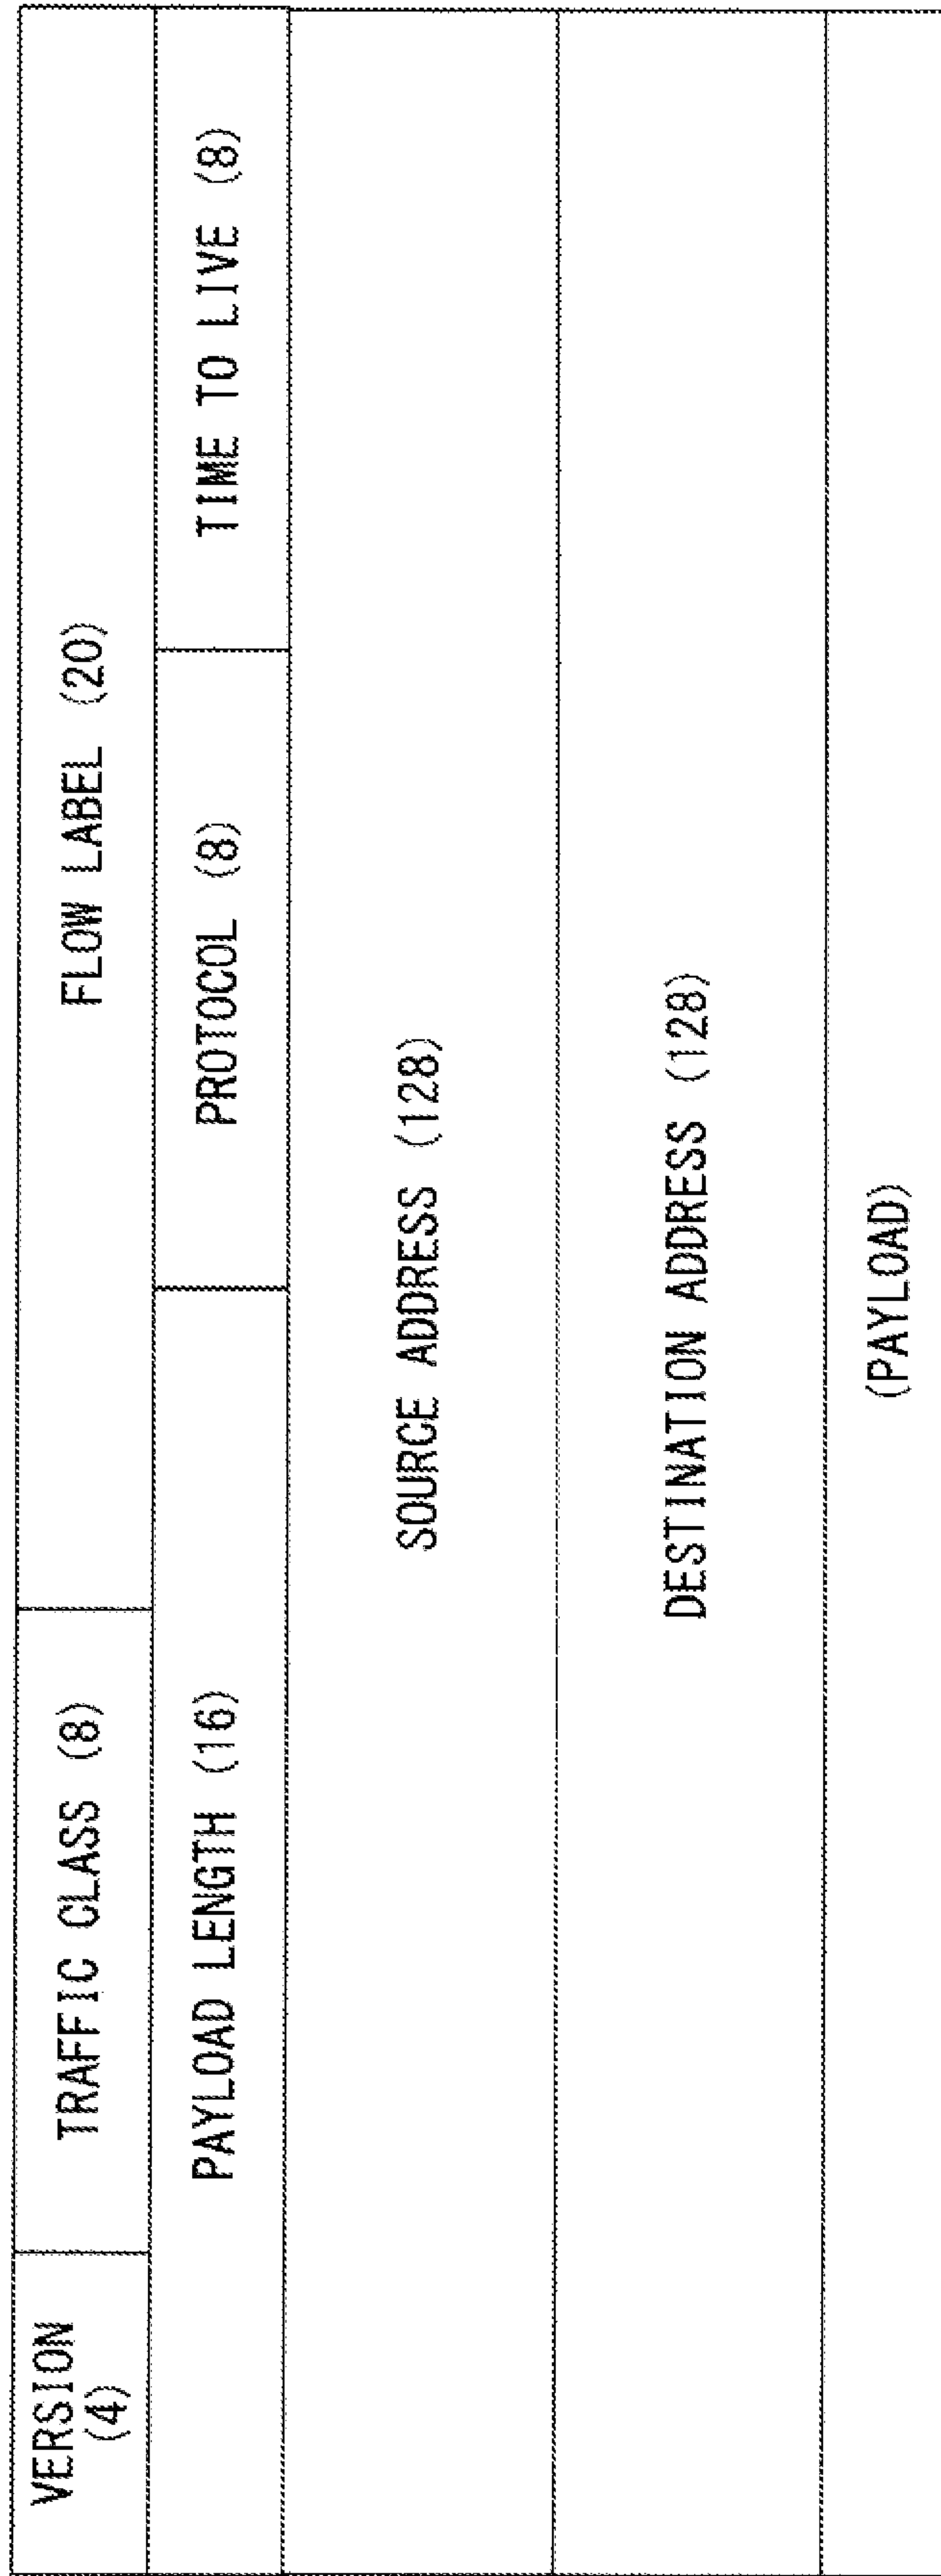 VERSION
(4)
TRAFFIC CLASS (8)
FLOW LABEL (20)
PAYLOAD LENGTH (16)
PROTOCOL (8)
TIME TO LIVE (8)
SOURCE ADDRESS (128)
DESTINATION ADDRESS (128)
(PAYLOAD)